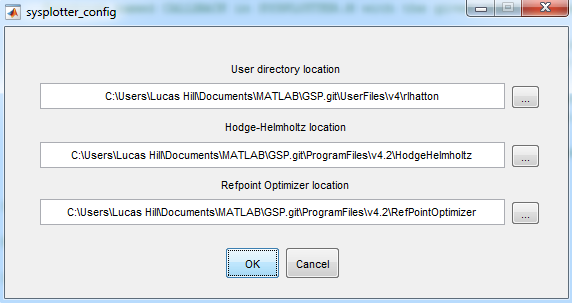 sysplotter_config
User directory location
C:\Users\Lucas Hill\Documents\MATLAB\GSP.git\UserFiles\v4\rlhatton
...
Hodge-Helmholtz location
C:\Users\Lucas Hill\Documents\MATLAB\GSP.git\ProgramFiles\v4.2\HodgeHelmholtz
...
Refpoint Optimizer location
C:\Users\Lucas Hill\Documents\MATLAB\GSP.git\ProgramFiles\v4.2\RefPointOptimizer
...
OK Cancel